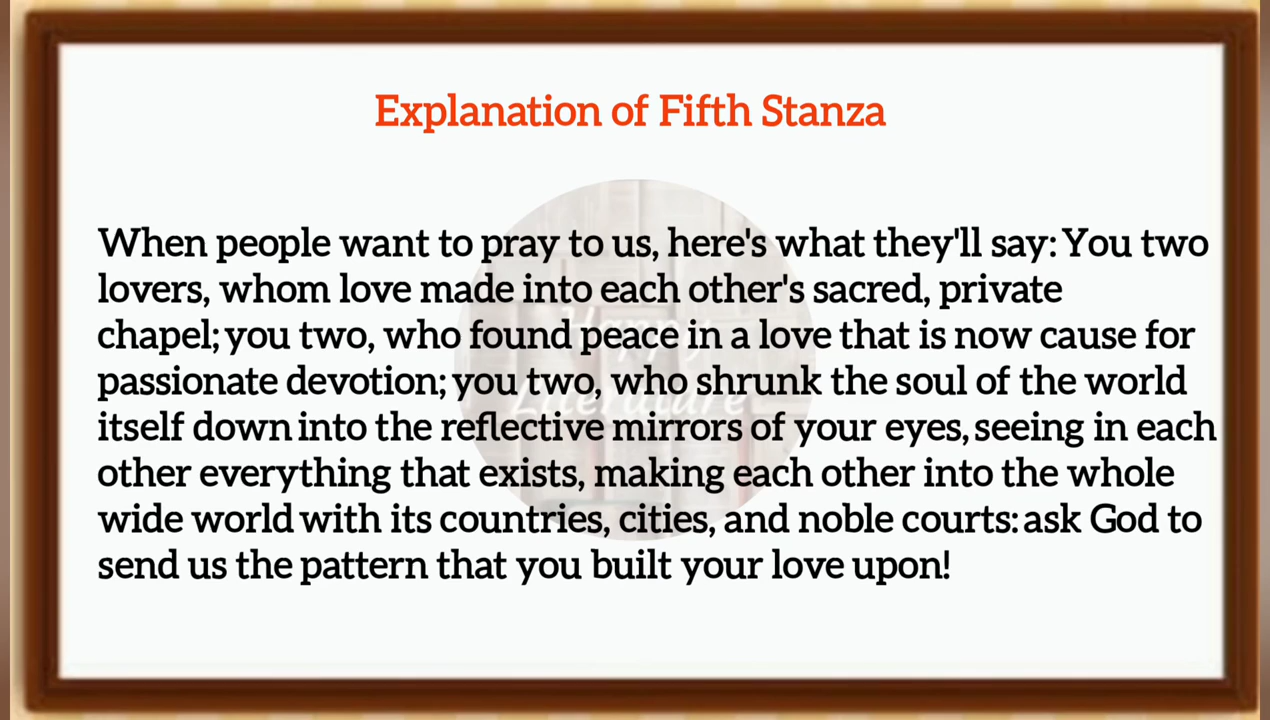 Explanation of Fifth Stanza
When people want to pray to us, here's what they'll say: You two
lovers, whom love made into each other's sacred, private
chapel; you two, who found peace in a love that is now cause for
passionate devotion; you two, who shrunk the soul of the world
itself down into the reflective mirrors of your eyes, seeing in each
other everything that exists, making each other into the whole
wide world with its countries, cities, and noble courts: ask God to
send us the pattern that you built your love upon!
Happy
Literature